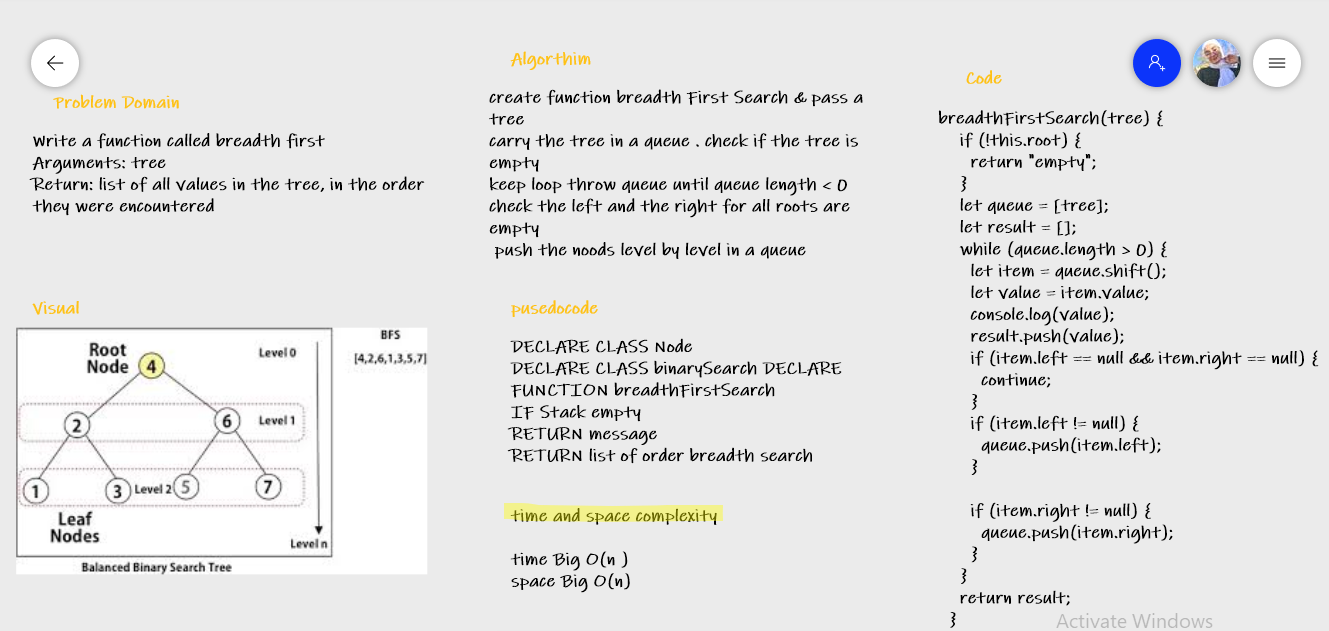 Problem Domain
Write a function called breadth first
Arguments: tree
Return: list of all values in the tree, in the order
they were encountered
Visual
Root
Node
4
Level 0
2
6
Level 1
1
3
Level 2
5
7
Leaf
Nodes
Level n
Balanced Binary Search Tree
BFS
[4,2,6,1,3,5,7]
Algorthim
create function breadth First Search & pass a
tree
carry the tree in a queue . check if the tree is
empty
keep loop throw queue until queue length < 0
check the left and the right for all roots are
empty
push the noods level by level in a queue
pusedocode
DECLARE CLASS Node
DECLARE CLASS binarySearch DECLARE
FUNCTION breadthFirstSearch
IF Stack empty
RETURN message
RETURN list of order breadth search
time and space complexity
time Big O(n )
space Big O(n)
Code
breadthFirstSearch(tree) {
if (!this.root) {
return "empty";
}
let queue = [tree];
let result = [];
while (queue.length > 0) {
let item = queue.shift();
let value = item.value;
console.log(value);
result.push(value);
if (item.left == null && item.right == null) {
continue;
}
if (item.left != null) {
queue.push(item.left);
}
if (item.right != null) {
queue.push(item.right);
}
}
return result;
}
Activate Windows